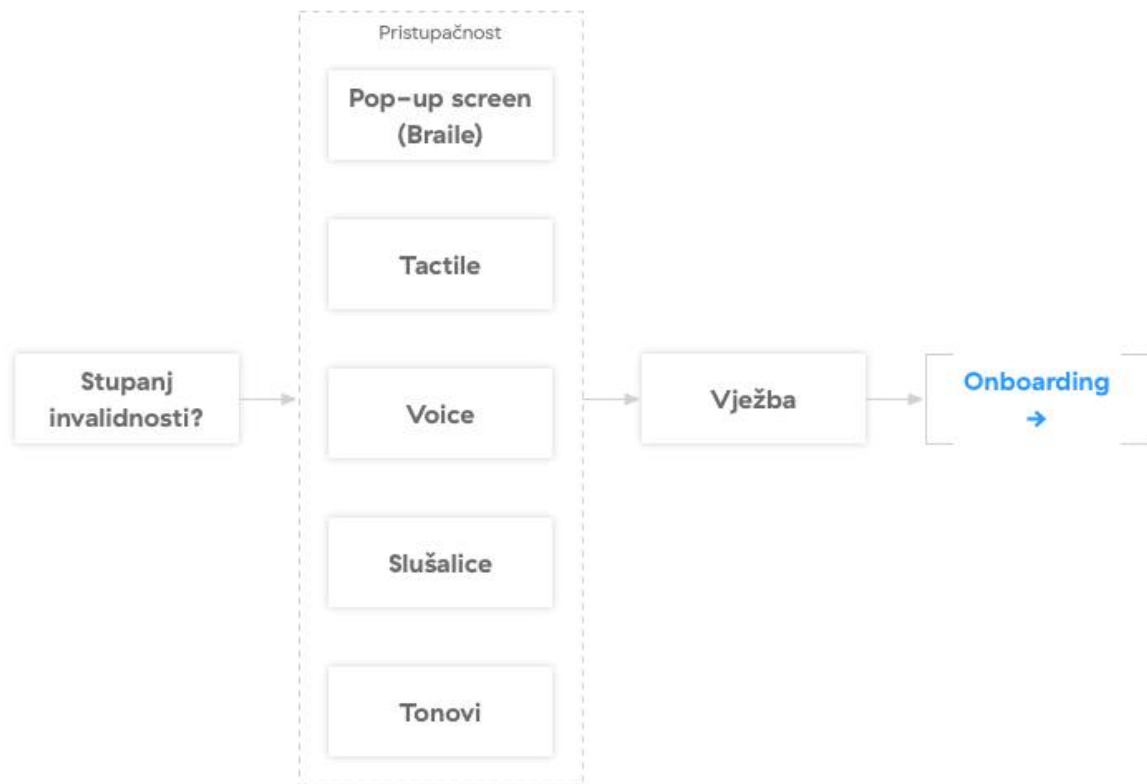 Pristupačnost
Pop-up screen
(Braile)
Tactile
Stupanj
invalidnosti?
Voice
Vježba
Onboarding
→
Slušalice
Tonovi